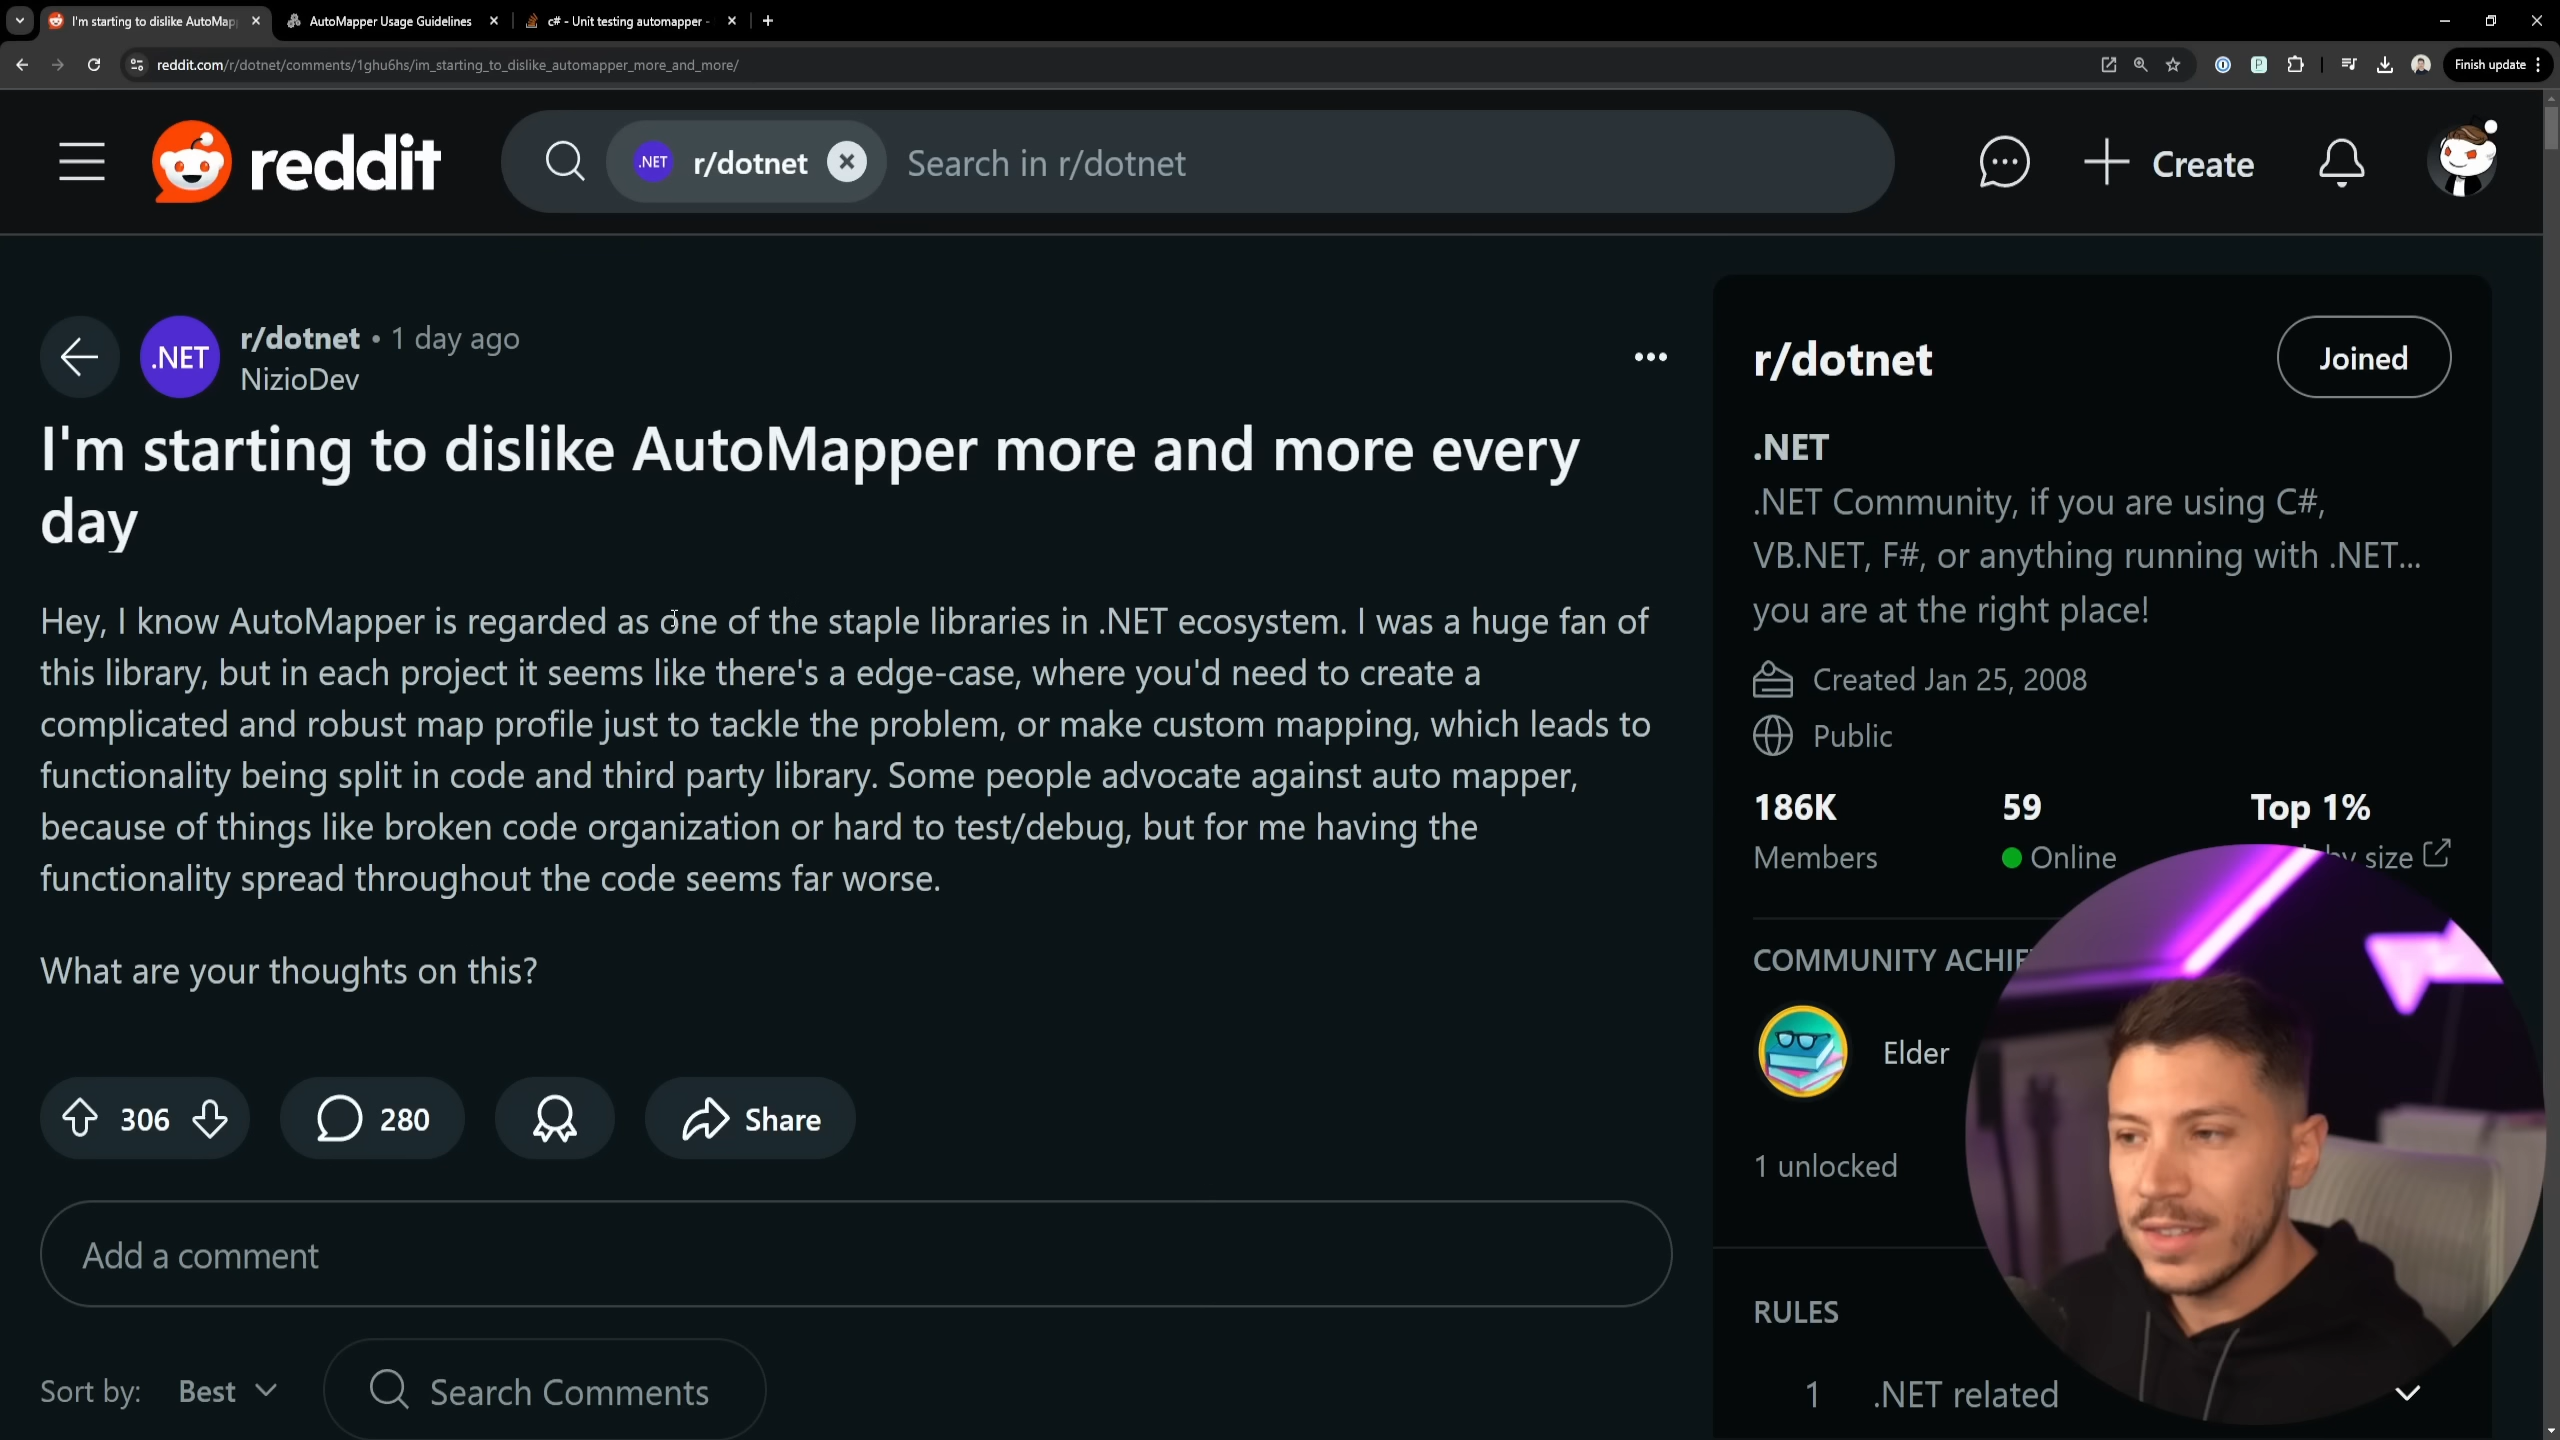 I'm starting to dislike AutoMap
AutoMapper Usage Guidelines
c# - Unit testing automapper -
reddit.com/r/dotnet/comments/1ghu6hs/im_starting_to_dislike_automapper_more_and_more/
Finish update
reddit
.NET
r/dotnet
Search in r/dotnet
Create
.NET
r/dotnet • 1 day ago
NizioDev
I'm starting to dislike AutoMapper more and more every
day
Hey, I know AutoMapper is regarded as one of the staple libraries in .NET ecosystem. I was a huge fan of
this library, but in each project it seems like there's a edge-case, where you'd need to create a
complicated and robust map profile just to tackle the problem, or make custom mapping, which leads to
functionality being split in code and third party library. Some people advocate against auto mapper,
because of things like broken code organization or hard to test/debug, but for me having the
functionality spread throughout the code seems far worse.
What are your thoughts on this?
306
280
Share
Add a comment
Sort by:
Best
Search Comments
r/dotnet
Joined
.NET
.NET Community, if you are using C#,
VB.NET, F#, or anything running with .NET...
you are at the right place!
Created Jan 25, 2008
Public
186K
Members
59
Online
Top 1%
by size
COMMUNITY ACHIE
Elder
1 unlocked
RULES
1
.NET related